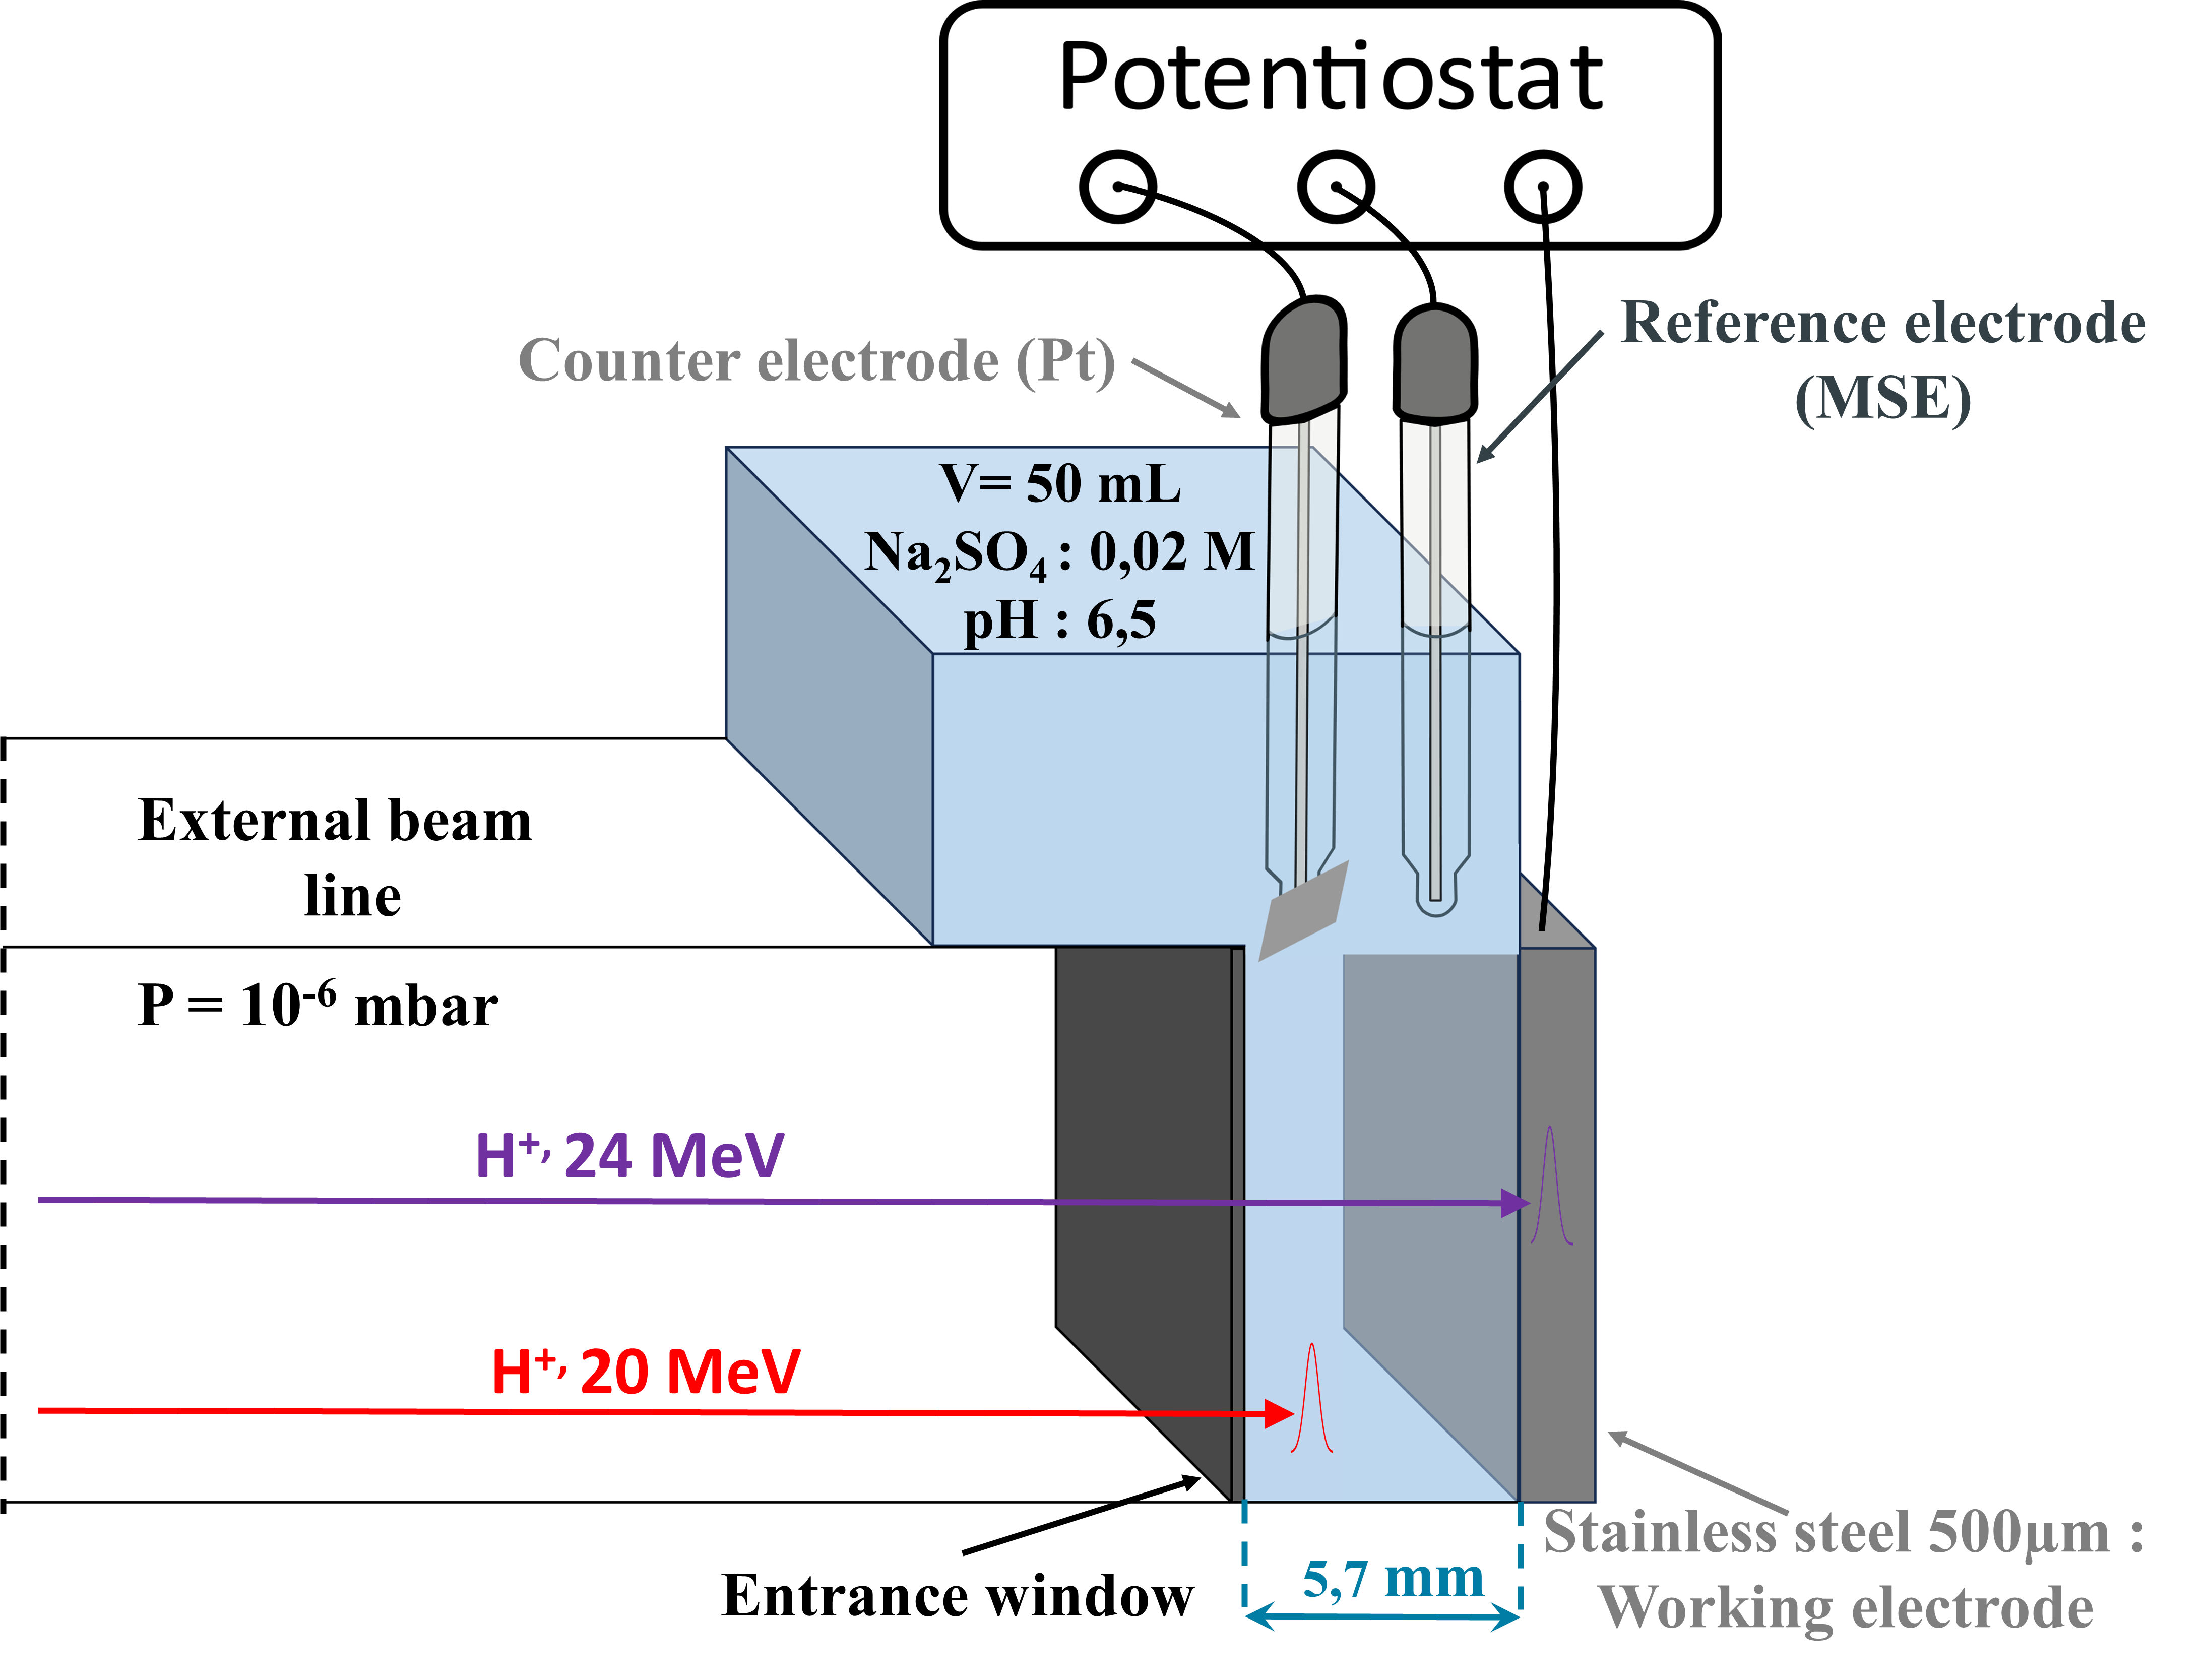 Potentiostat
Counter electrode (Pt)
Reference electrode
(MSE)
V= 50 mL
Na₂SO₄ : 0,02 M
pH : 6,5
External beam
line
P = 10⁻⁶ mbar
H⁺, 24 MeV
H⁺, 20 MeV
Entrance window
5,7 mm
Stainless steel 500µm :
Working electrode